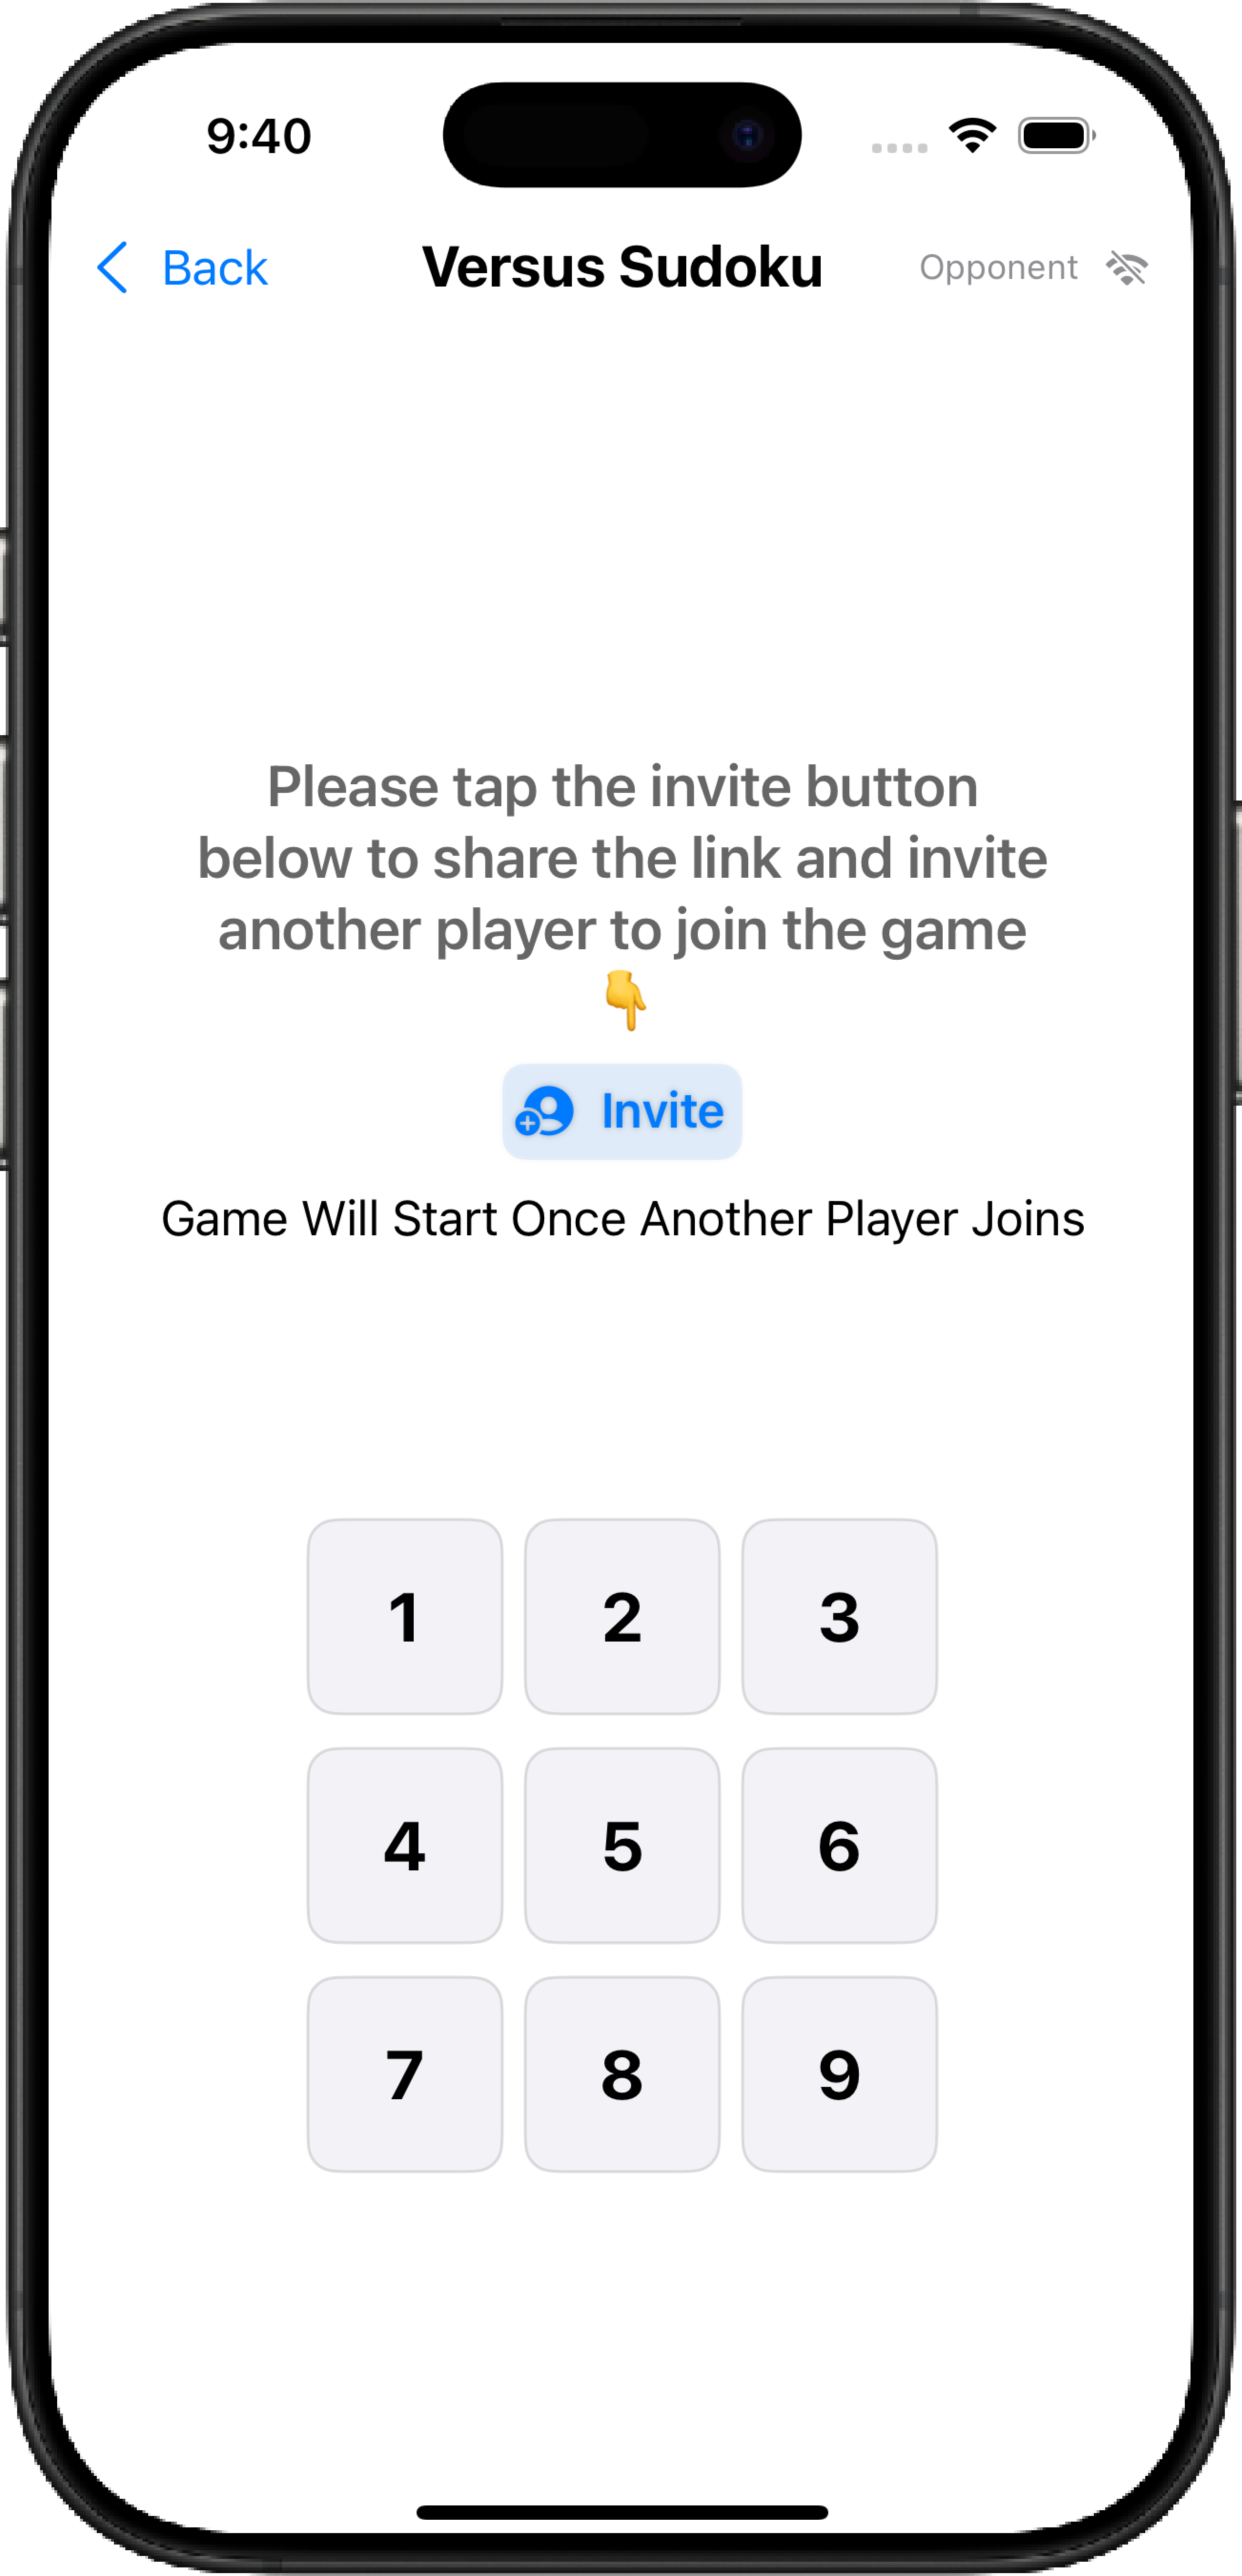 9:40
Back Versus Sudoku Opponent
Please tap the invite button
below to share the link and invite
another player to join the game
👇
Invite
Game Will Start Once Another Player Joins
1 2 3
4 5 6
7 8 9